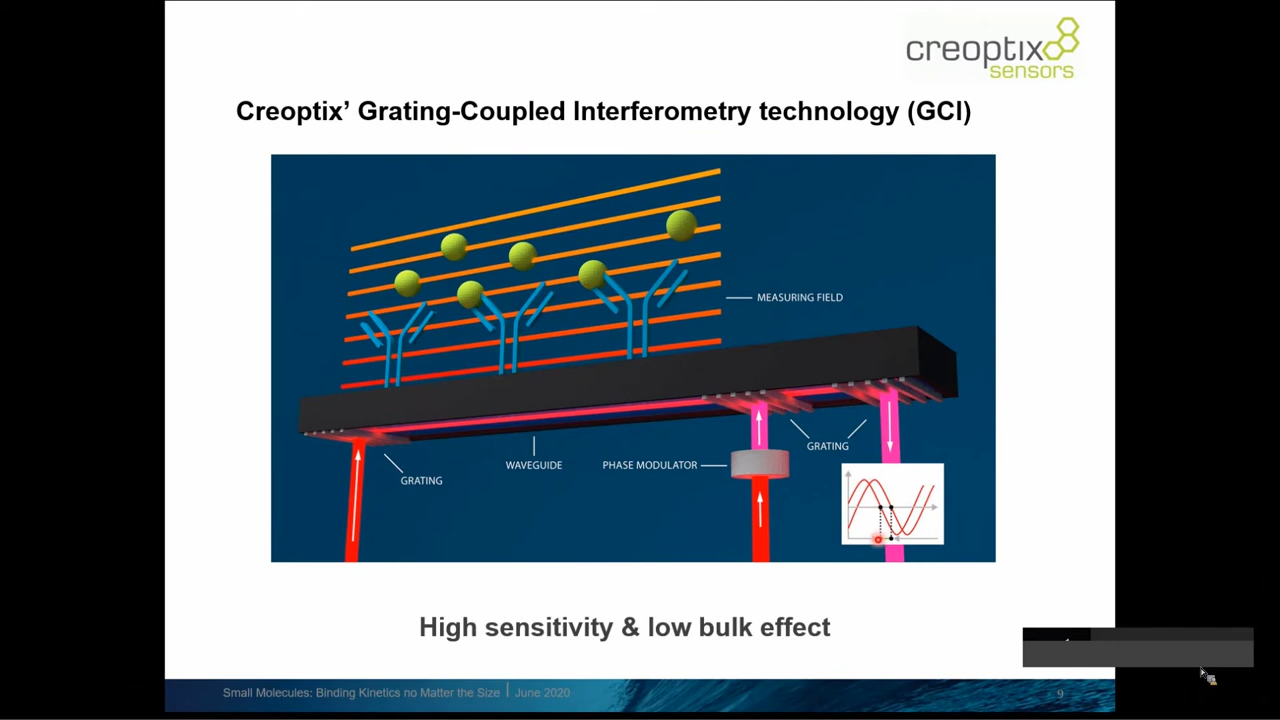 creoptix
sensors
Creoptix’ Grating-Coupled Interferometry technology (GCI)
MEASURING FIELD
GRATING
WAVEGUIDE
PHASE MODULATOR
GRATING
High sensitivity & low bulk effect
Small Molecules: Binding Kinetics no Matter the Size | June 2020
9